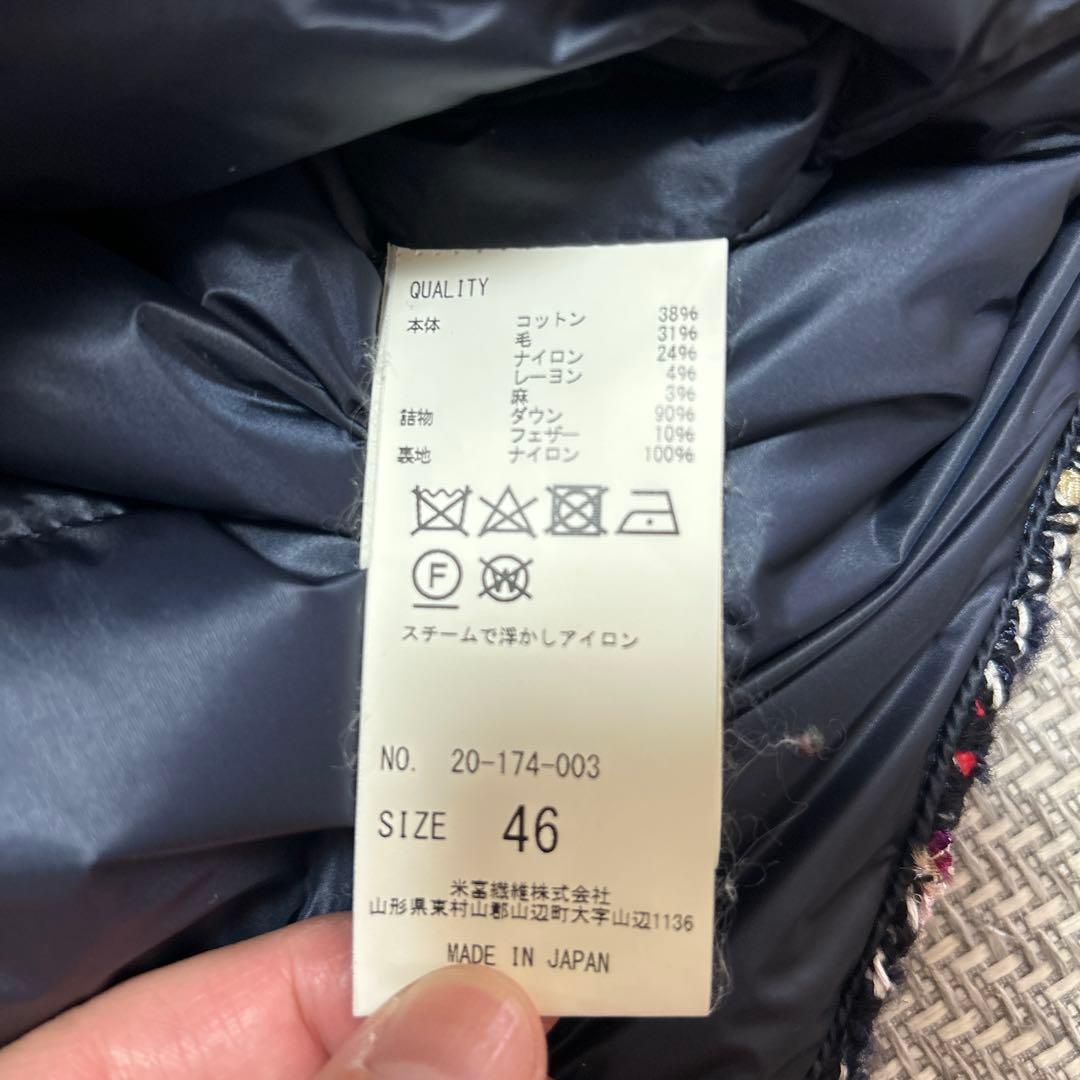 QUALITY
本体 コットン 38%
毛 31%
ナイロン 24%
レーヨン 4%
麻 3%
詰物 ダウン 90%
フェザー 10%
裏地 ナイロン 100%
F W
スチームで浮かしアイロン
NO. 20-174-003
SIZE 46
米富繊維株式会社
山形県東村山郡山辺町大字山辺1136
MADE IN JAPAN